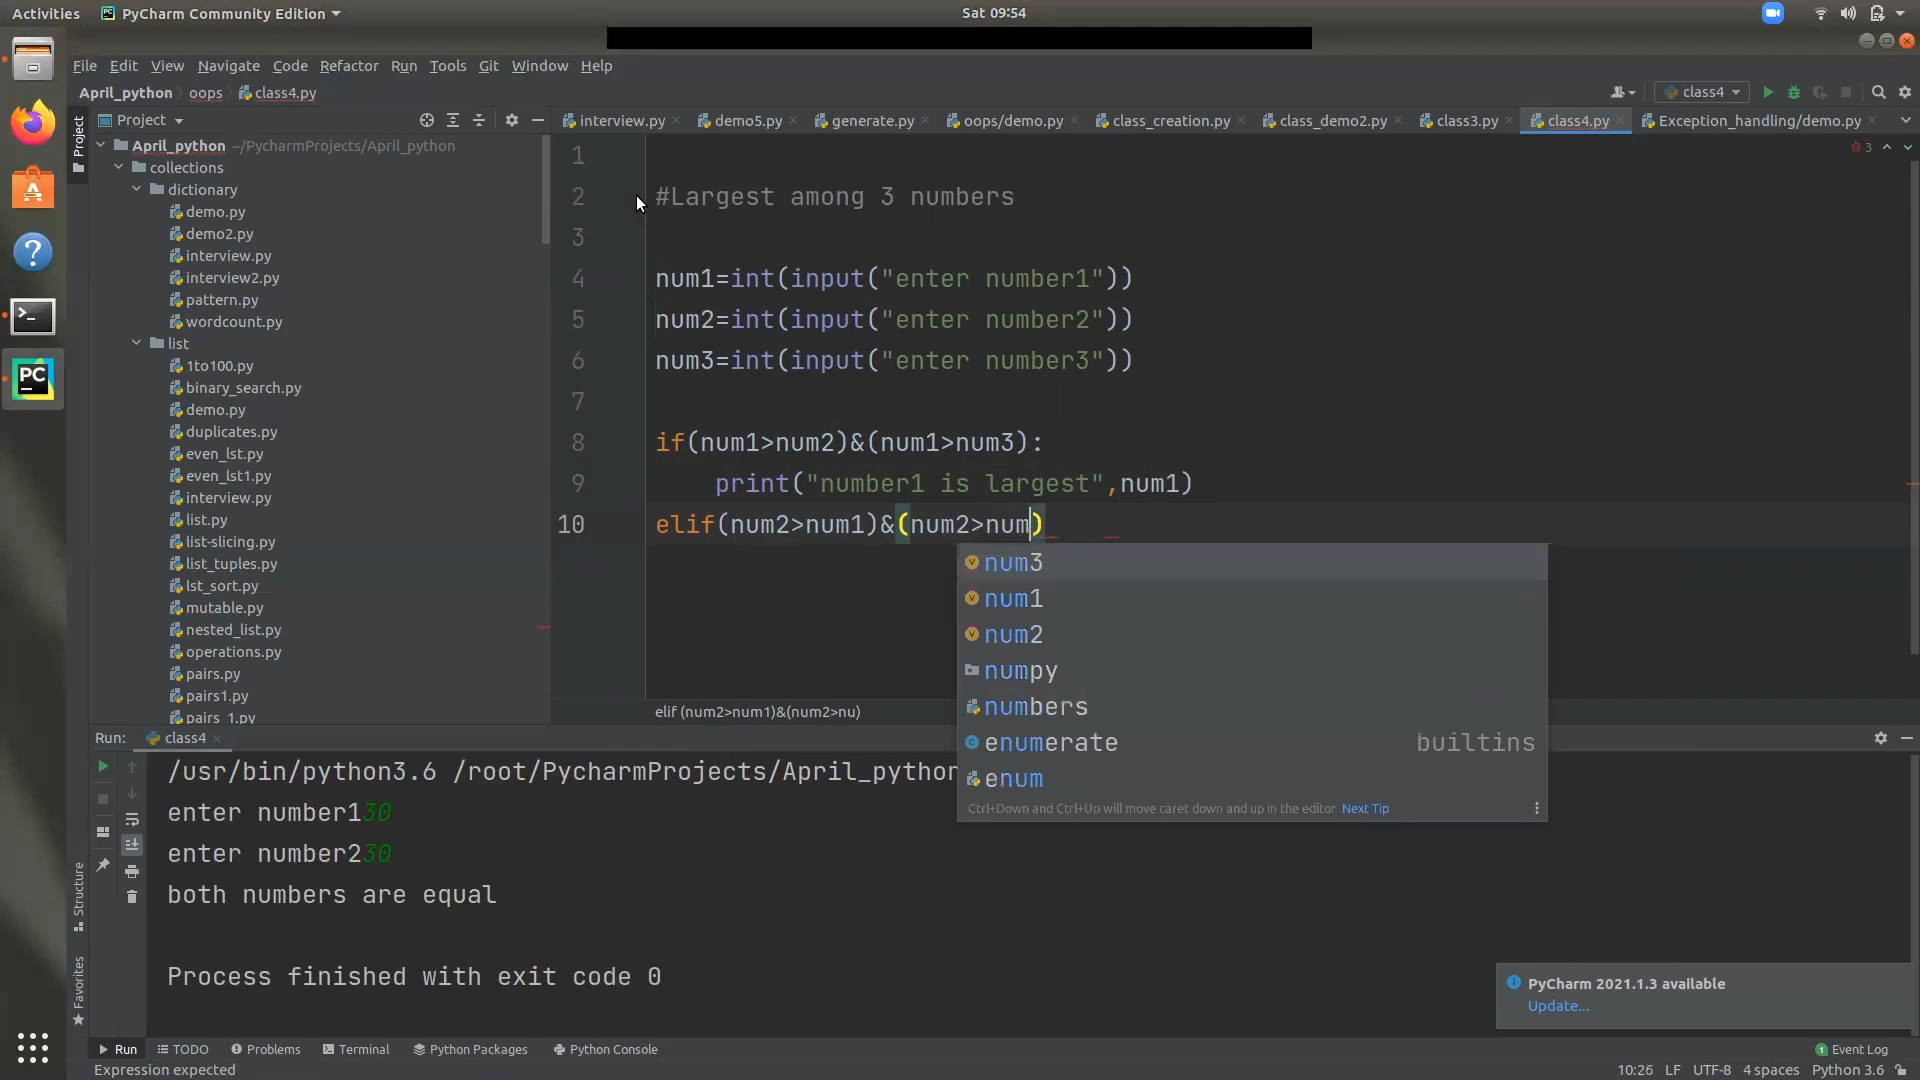 Activities PyCharm Community Edition Sat 09:54
File Edit View Navigate Code Refactor Run Tools Git Window Help
April_python oops class4.py class4
Project interview.py demo5.py generate.py oops/demo.py class_creation.py class_demo2.py class3.py class4.py Exception_handling/demo.py
Project
April_python ~/PycharmProjects/April_python
collections
dictionary
demo.py
demo2.py
interview.py
interview2.py
pattern.py
wordcount.py
list
1to100.py
binary_search.py
demo.py
duplicates.py
even_lst.py
even_lst1.py
interview.py
list.py
list-slicing.py
list_tuples.py
lst_sort.py
mutable.py
nested_list.py
operations.py
pairs.py
pairs1.py
pairs_1.py
3
1
2 #Largest among 3 numbers
3
4 num1=int(input("enter number1"))
5 num2=int(input("enter number2"))
6 num3=int(input("enter number3"))
7
8 if(num1>num2)&(num1>num3):
9 print("number1 is largest",num1)
10 elif(num2>num1)&(num2>num)
num3
num1
num2
numpy
numbers
enumerate builtins
enum
Ctrl+Down and Ctrl+Up will move caret down and up in the editor Next Tip
elif (num2>num1)&(num2>nu)
Run: class4
/usr/bin/python3.6 /root/PycharmProjects/April_python
enter number130
enter number230
both numbers are equal
Process finished with exit code 0
Structure
Favorites
PyCharm 2021.1.3 available
Update...
Run TODO Problems Terminal Python Packages Python Console 1 Event Log
Expression expected 10:26 LF UTF-8 4 spaces Python 3.6